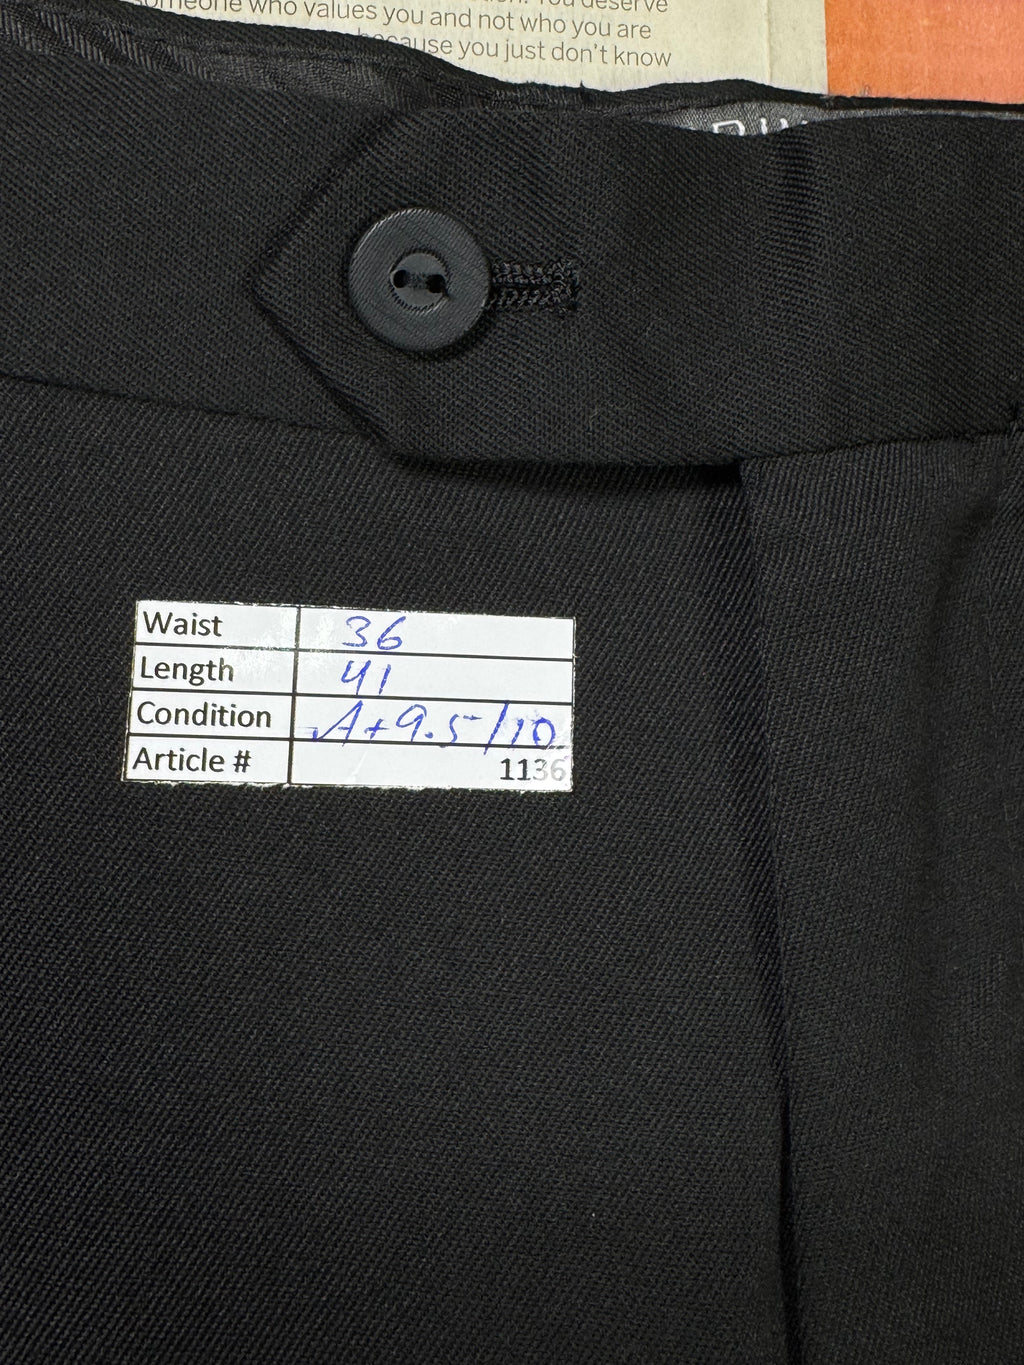 someone who values you and not who you are
because you just don't know
Waist 36
Length 41
Condition A+ 9.5/10
Article # 1136